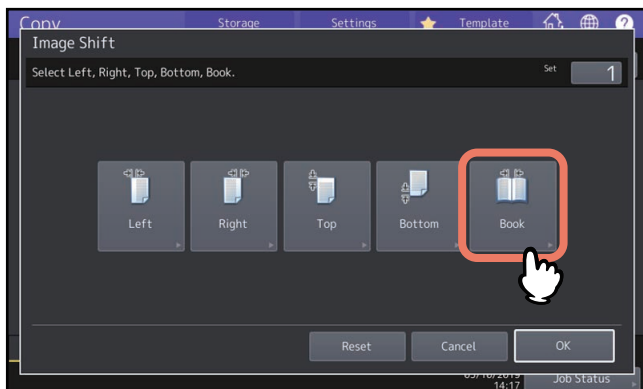 Copy Storage Settings Template
Image Shift
Select Left, Right, Top, Bottom, Book. Set 1
Left Right Top Bottom Book
Reset Cancel OK
14:17 Job Status